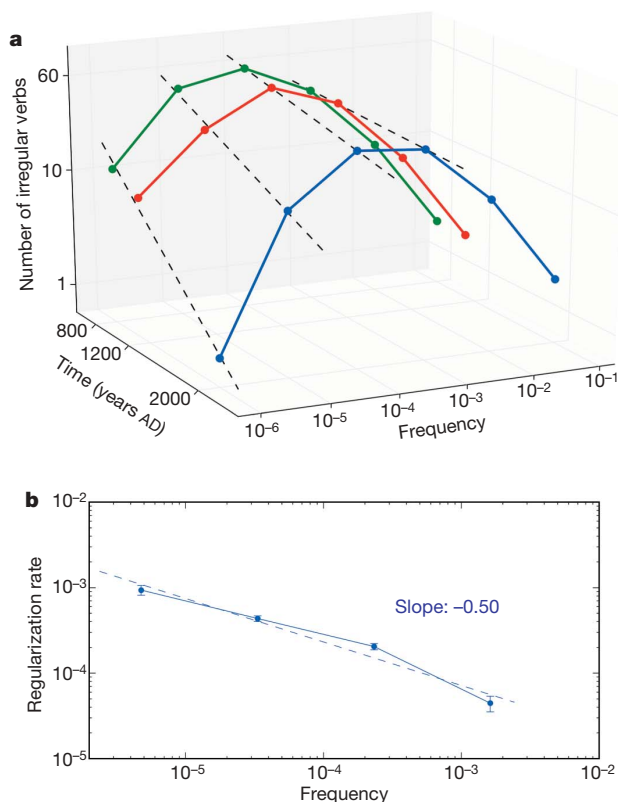 a
Number of irregular verbs
60
10
1
800
1200
2000
Time (years AD)
10⁻⁶
10⁻⁵
10⁻⁴
10⁻³
10⁻²
10⁻¹
Frequency
b
Regularization rate
10⁻²
10⁻³
10⁻⁴
10⁻⁵
Slope: –0.50
10⁻⁵
10⁻⁴
10⁻³
10⁻²
Frequency